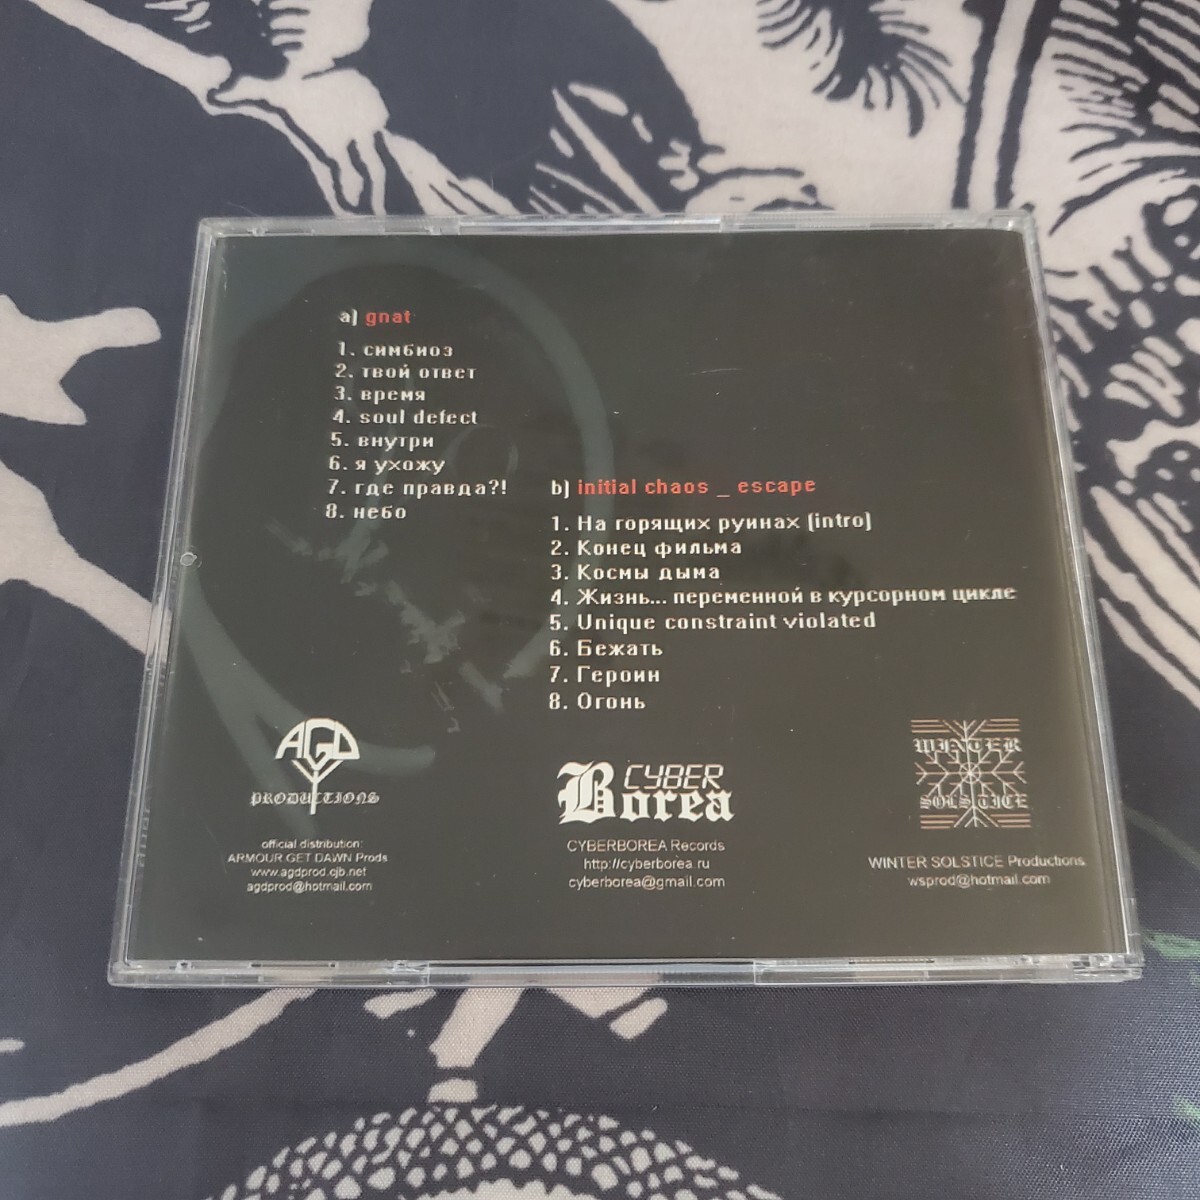 a) gnat
1. симбиоз
2. твой ответ
3. время
4. soul defect
5. внутри
6. я ухожу
7. где правда?!
8. небо
b) initial chaos _ escape
1. На горящих руинах (intro)
2. Конец фильма
3. Космы дыма
4. Жизнь... переменной в курсорном цикле
5. Unique constraint violated
6. Бежать
7. Героин
8. Огонь
AGD
PRODUCTIONS
official distribution:
ARMOUR GET DAWN Prods
www.agdprod.cjb.net
agdprod@hotmail.com
CYBER
Borea
CYBERBOREA Records
http://cyberborea.ru
cyberborea@gmail.com
WINTER
SOLSTICE
WINTER SOLSTICE Productions
wsprod@hotmail.com